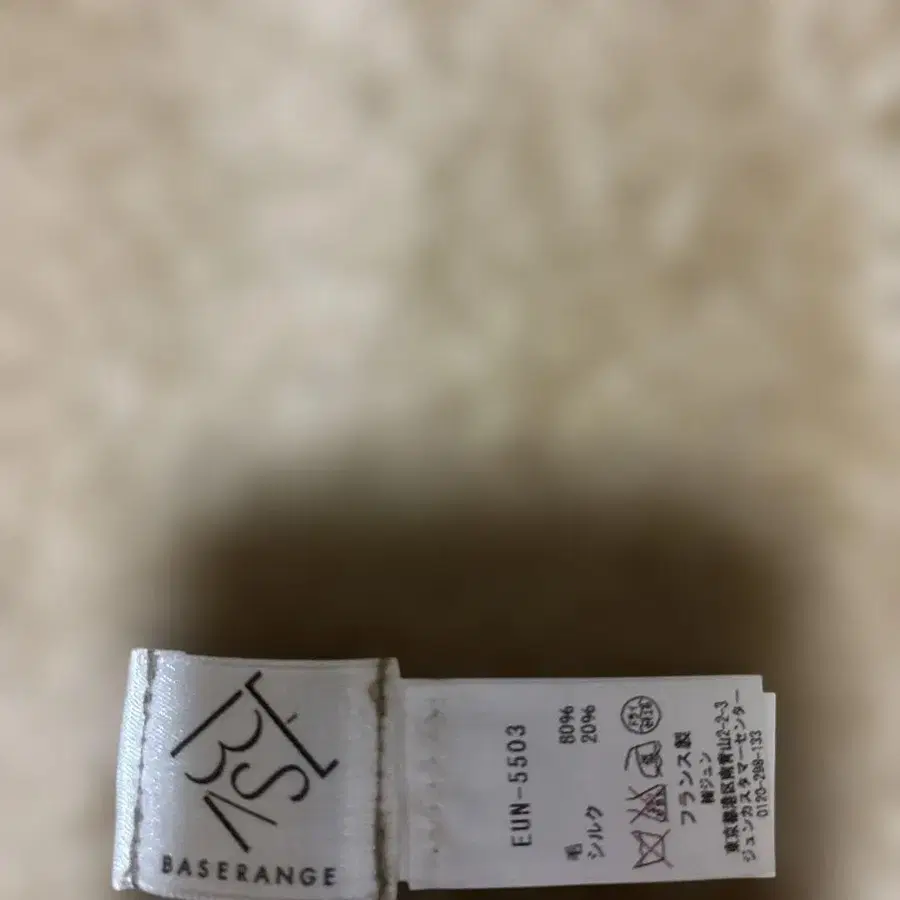 BASERANGE
EUN-5503
毛 80%
シルク 20%
フランス製
㈱ジュン
東京都港区南青山2-2-3
ジュンカスタマーセンター
0120-298-133